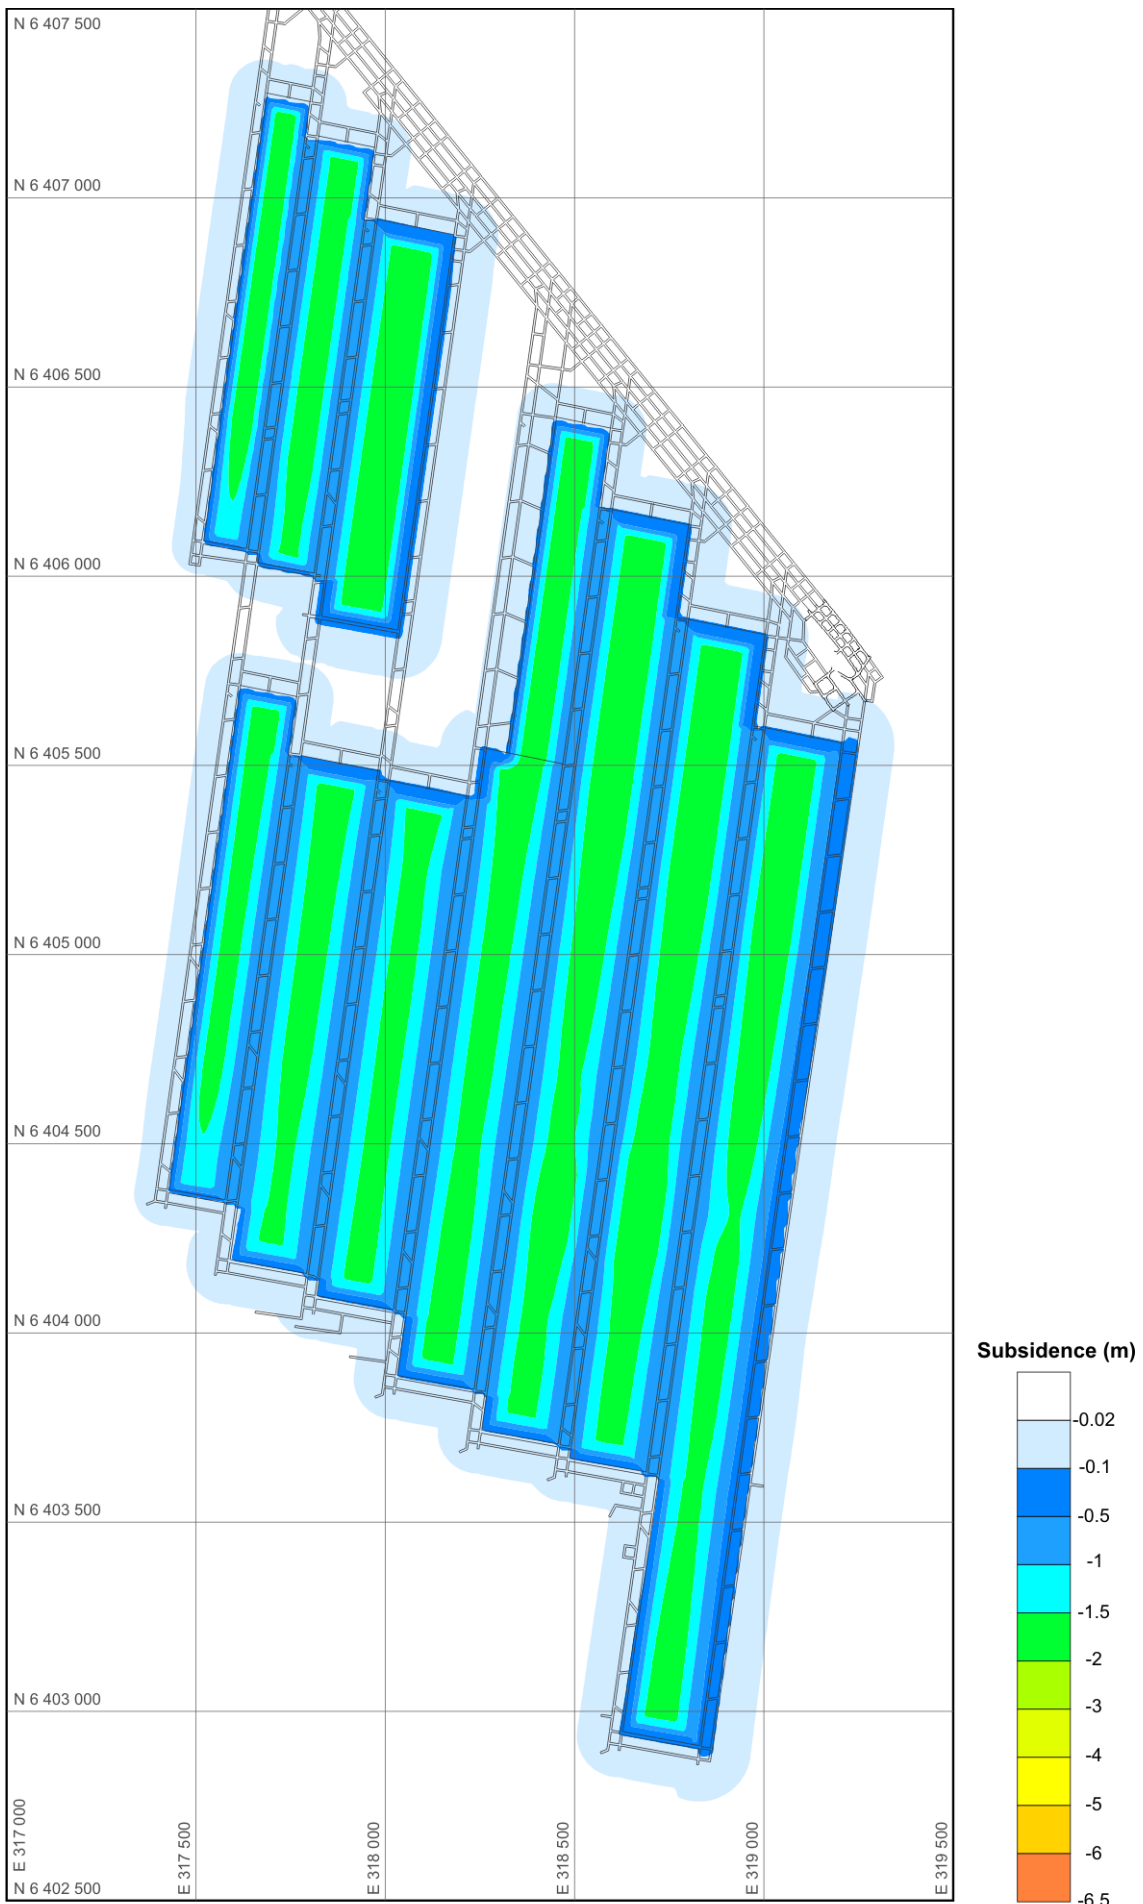 N 6 407 500
N 6 407 000
N 6 406 500
N 6 406 000
N 6 405 500
N 6 405 000
N 6 404 500
N 6 404 000
N 6 403 500
N 6 403 000
N 6 402 500
E 317 000
E 317 500
E 318 000
E 318 500
E 319 000
E 319 500
Subsidence (m)
-0.02
-0.1
-0.5
-1
-1.5
-2
-3
-4
-5
-6
-6.5